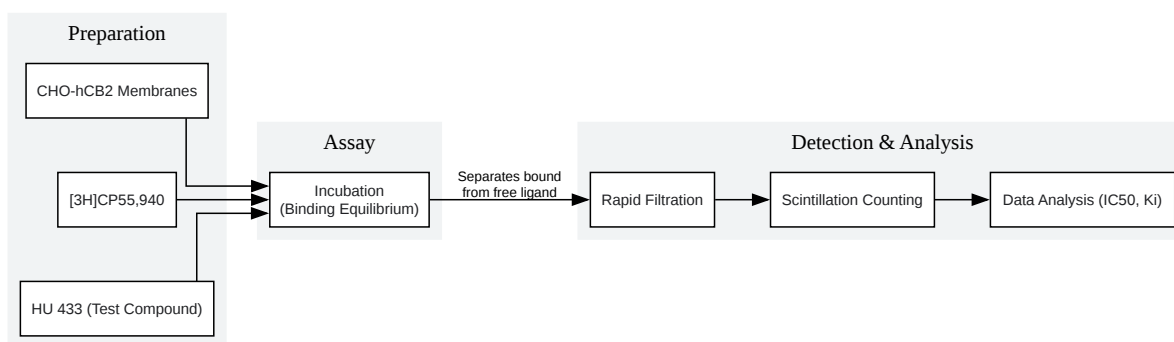 Preparation
CHO-hCB2 Membranes
[3H]CP55,940
HU 433 (Test Compound)
Assay
Incubation
(Binding Equilibrium)
Separates bound
from free ligand
Detection & Analysis
Rapid Filtration
Scintillation Counting
Data Analysis (IC50, Ki)